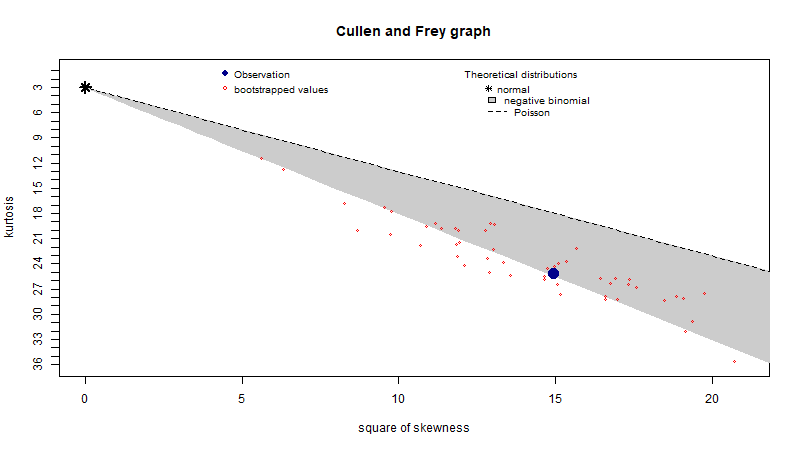 Cullen and Frey graph
Observation
bootstrapped values
Theoretical distributions
normal
negative binomial
Poisson
kurtosis
3
6
9
12
15
18
21
24
27
30
33
36
0 5 10 15 20
square of skewness